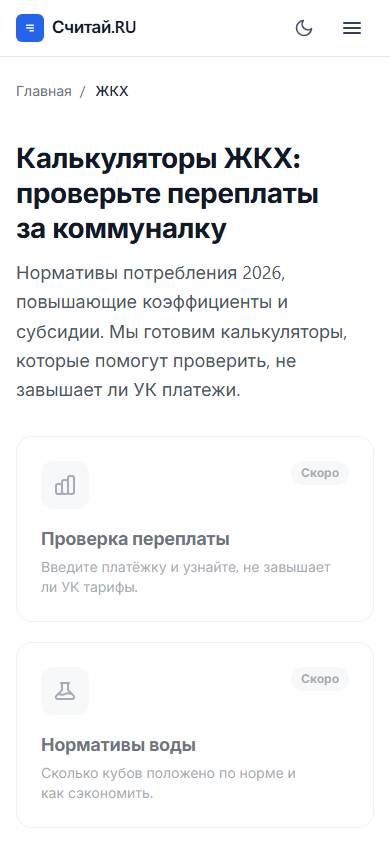 Считай.RU
Главная / ЖКХ
Калькуляторы ЖКХ:
проверьте переплаты
за коммуналку
Нормативы потребления 2026,
повышающие коэффициенты и
субсидии. Мы готовим калькуляторы,
которые помогут проверить, не
завышает ли УК платежи.
Скоро
Проверка переплаты
Введите платёжку и узнайте, не завышает
ли УК тарифы.
Скоро
Нормативы воды
Сколько кубов положено по норме и
как сэкономить.